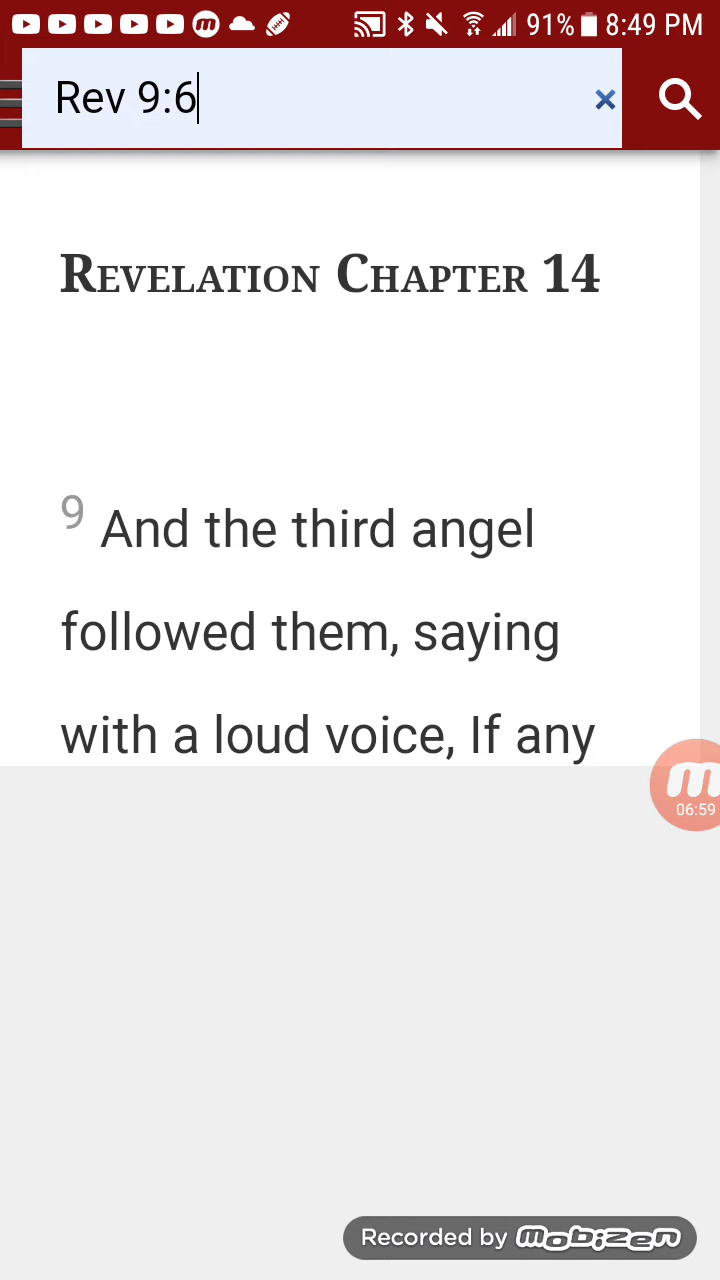 91% 8:49 PM
Rev 9:6
REVELATION CHAPTER 14
9 And the third angel
followed them, saying
with a loud voice, If any
06:59
Recorded by mobizen